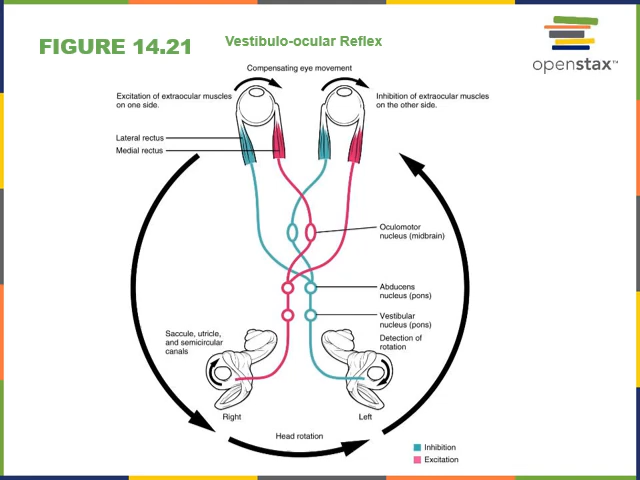 FIGURE 14.21
Vestibulo-ocular Reflex
openstax™
Compensating eye movement
Excitation of extraocular muscles
on one side.
Inhibition of extraocular muscles
on the other side.
Lateral rectus
Medial rectus
Oculomotor
nucleus (midbrain)
Abducens
nucleus (pons)
Vestibular
nucleus (pons)
Saccule, utricle,
and semicircular
canals
Detection of
rotation
Right
Left
Head rotation
Inhibition
Excitation